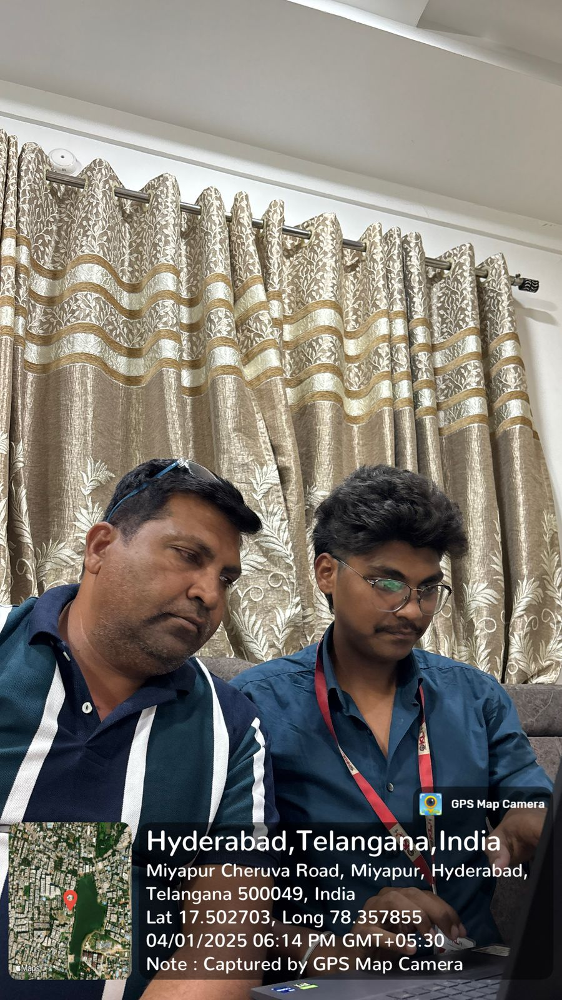 GPS Map Camera
Hyderabad,Telangana,India
Miyapur Cheruva Road, Miyapur, Hyderabad,
Telangana 500049, India
Lat 17.502703, Long 78.357855
04/01/2025 06:14 PM GMT+05:30
Note : Captured by GPS Map Camera
Maps